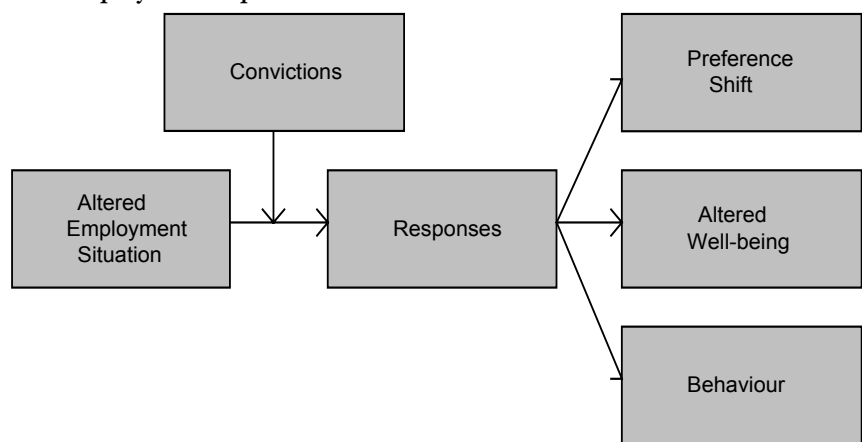 Convictions
Preference
Shift
Altered
Employment
Situation
Responses
Altered
Well-being
Behaviour